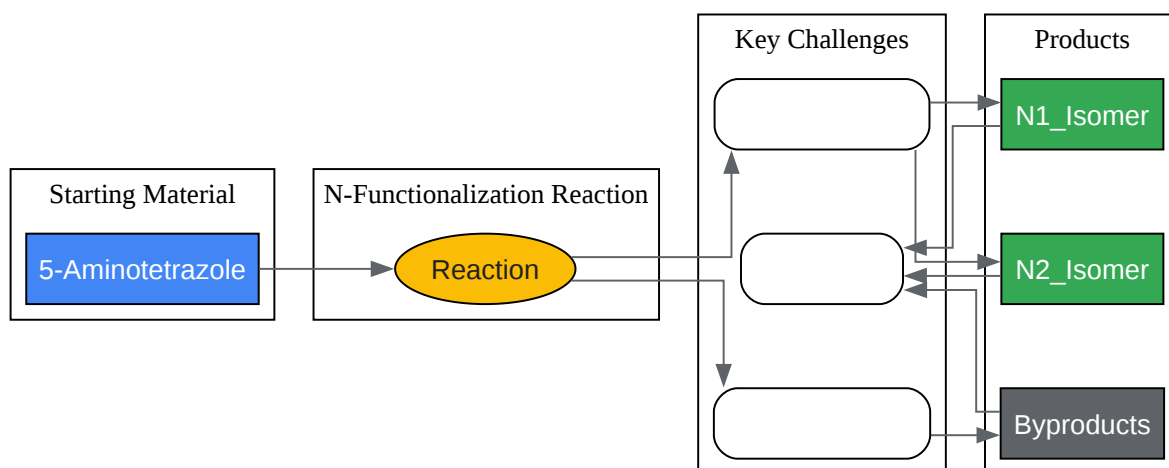 Key Challenges
Products
N1_Isomer
Starting Material
N-Functionalization Reaction
5-Aminotetrazole
Reaction
N2_Isomer
Byproducts